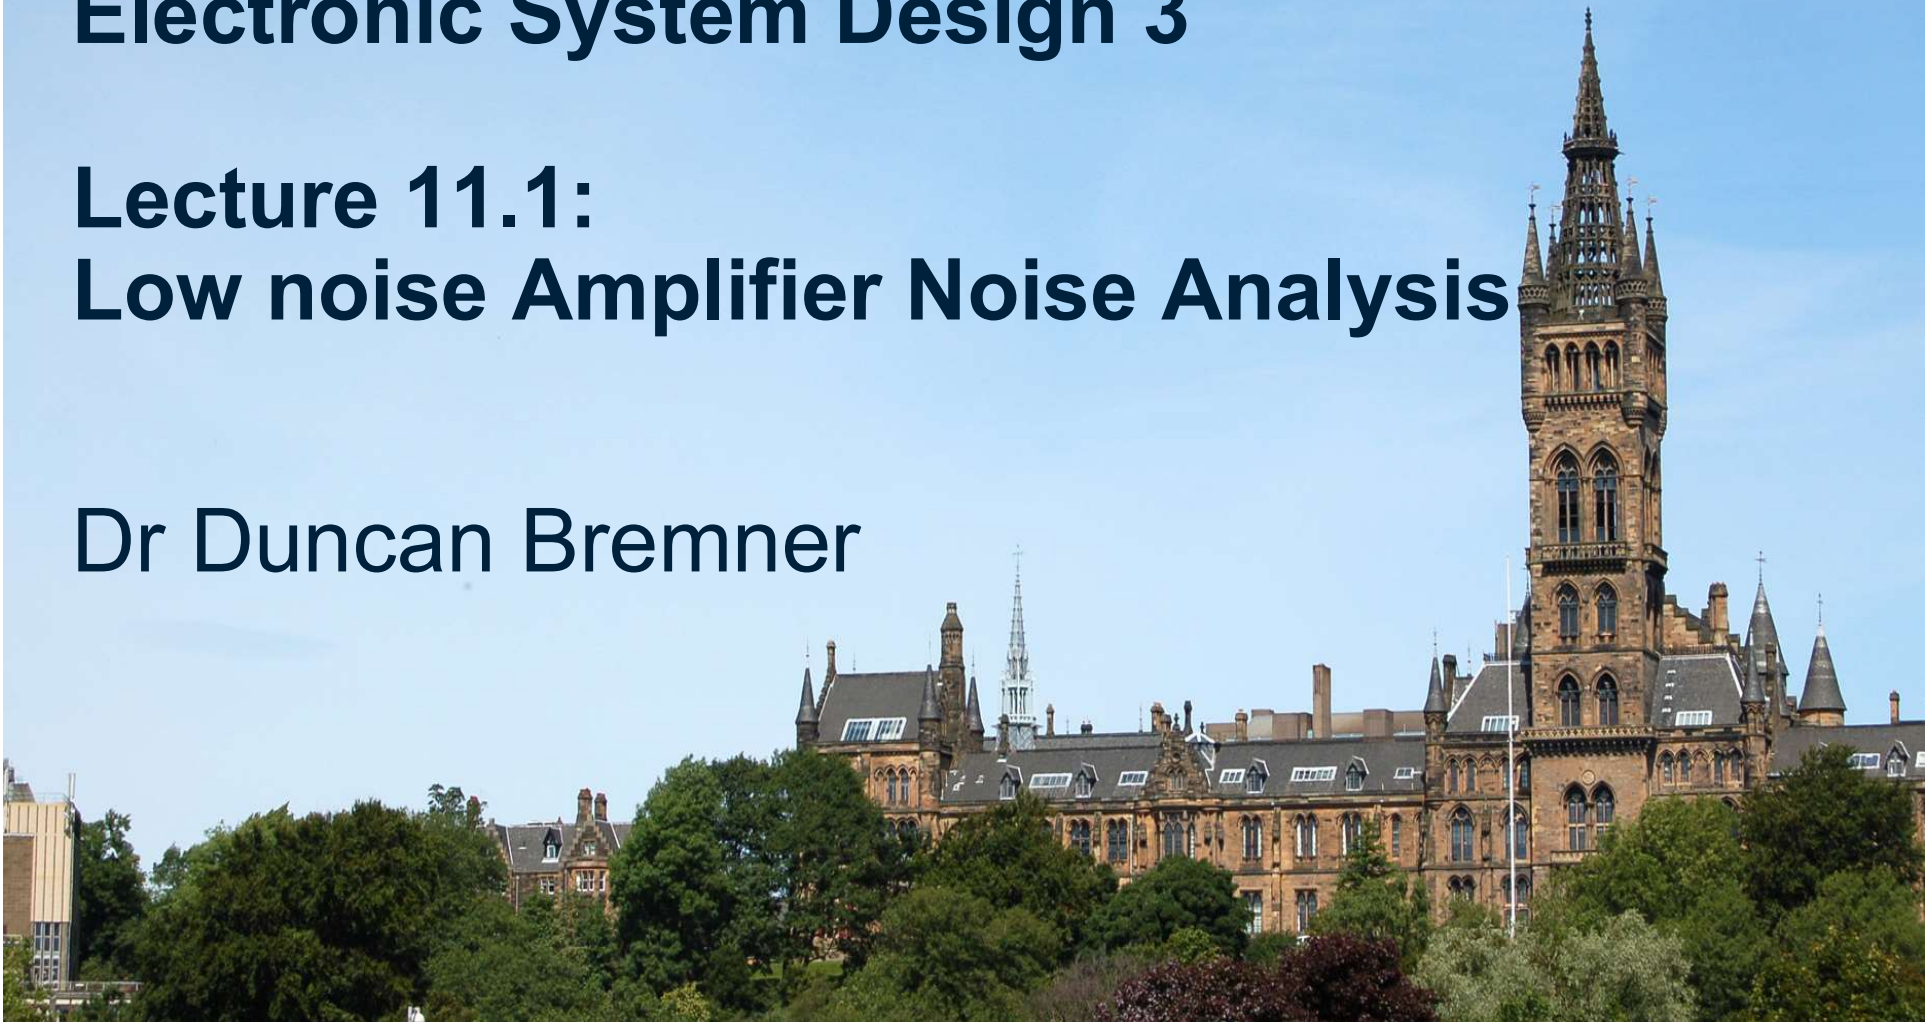 Electronic System Design 3
Lecture 11.1:
Low noise Amplifier Noise Analysis
Dr Duncan Bremner